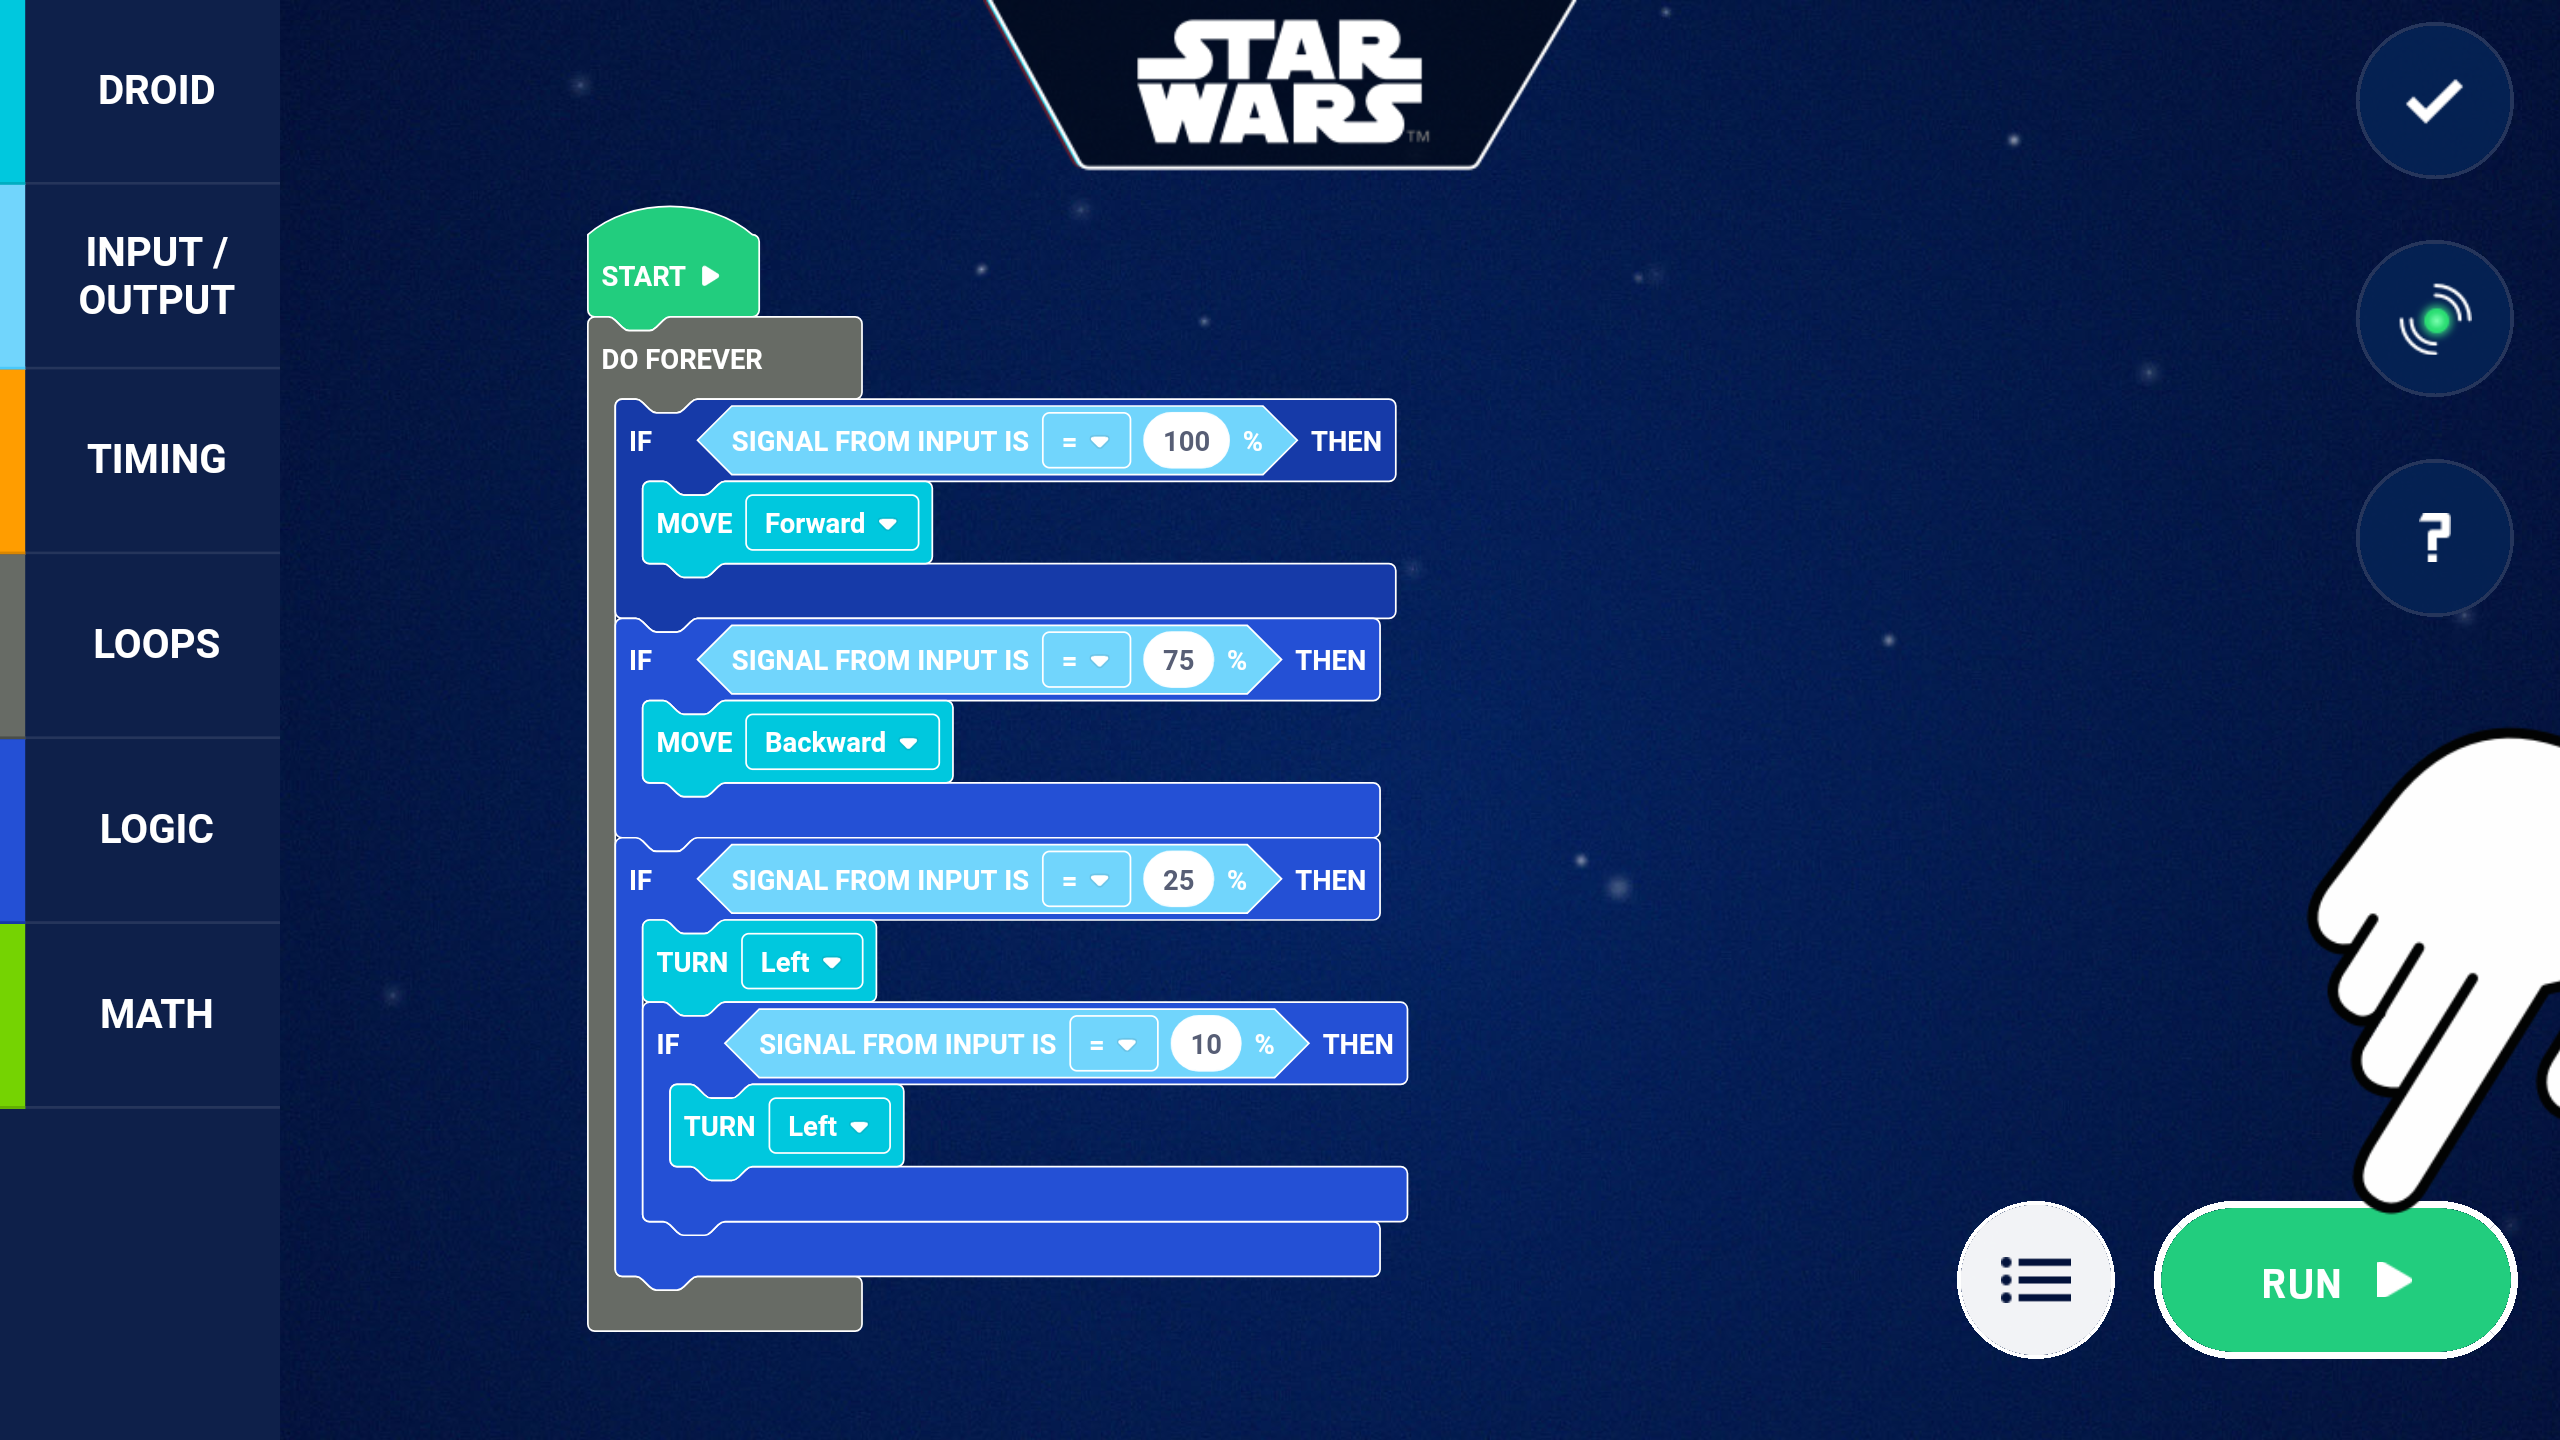 STAR
WARS™
DROID
INPUT /
OUTPUT
TIMING
LOOPS
LOGIC
MATH
START
DO FOREVER
IF SIGNAL FROM INPUT IS = 100 % THEN
MOVE Forward
IF SIGNAL FROM INPUT IS = 75 % THEN
MOVE Backward
IF SIGNAL FROM INPUT IS = 25 % THEN
TURN Left
IF SIGNAL FROM INPUT IS = 10 % THEN
TURN Left
?
RUN